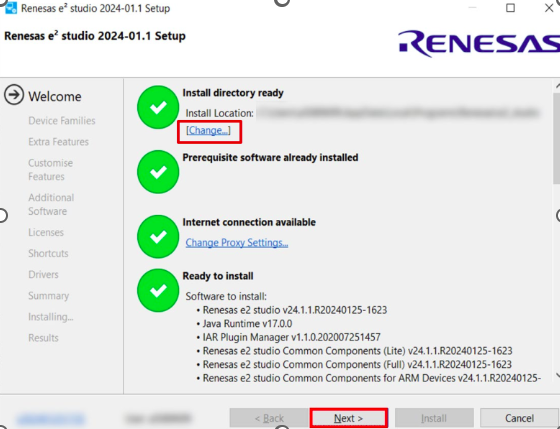 Renesas e² studio 2024-01.1 Setup
Renesas e² studio 2024-01.1 Setup
RENESAS
Welcome
Device Families
Extra Features
Customise
Features
Additional
Software
Licenses
Shortcuts
Drivers
Summary
Installing...
Results
Install directory ready
Install Location:
[Change...]
Prerequisite software already installed
Internet connection available
Change Proxy Settings...
Ready to install
Software to install:
• Renesas e2 studio v24.1.1.R20240125-1623
• Java Runtime v17.0.0
• IAR Plugin Manager v1.1.0.202007251457
• Renesas e2 studio Common Components (Lite) v24.1.1.R20240125-1623
• Renesas e2 studio Common Components (Full) v24.1.1.R20240125-1623
• Renesas e2 studio Common Components for ARM Devices v24.1.1.R20240125-
< Back
Next >
Install
Cancel